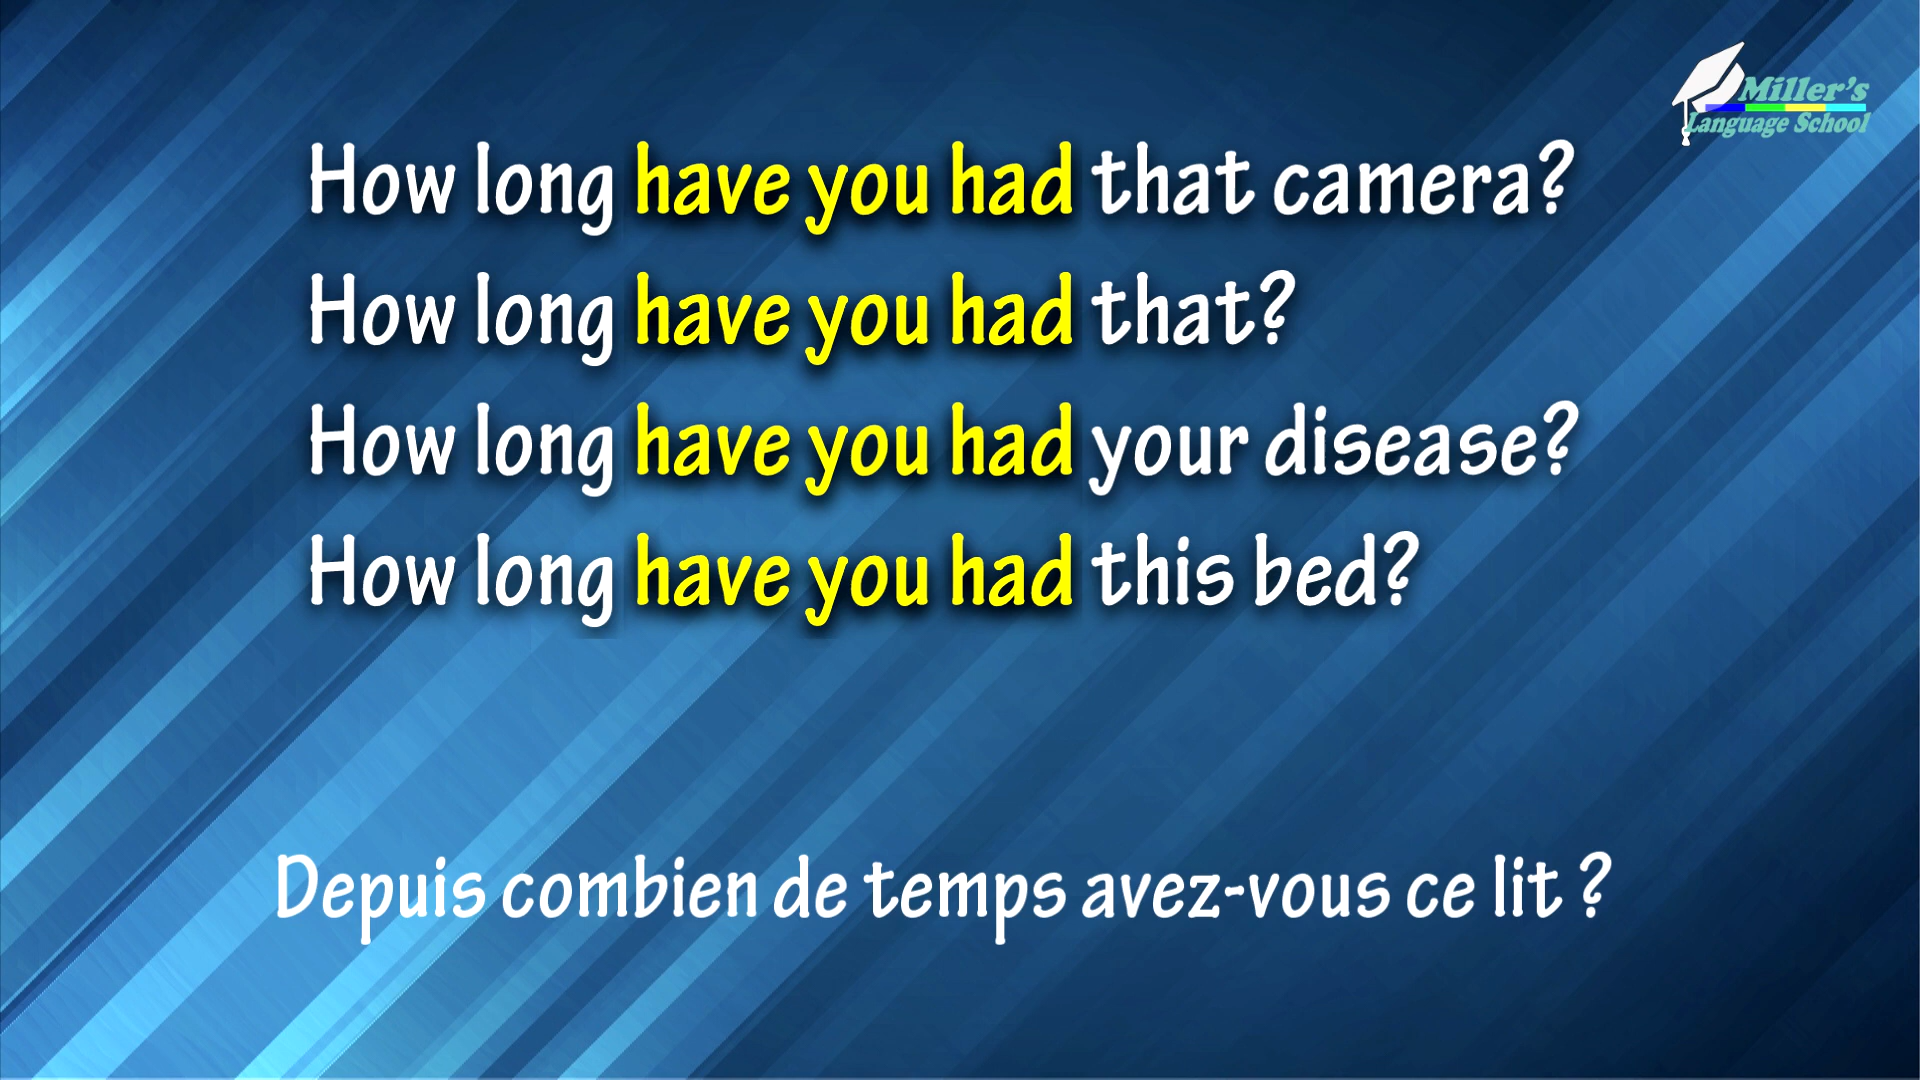 Miller's
Language School
How long have you had that camera?
How long have you had that?
How long have you had your disease?
How long have you had this bed?
Depuis combien de temps avez-vous ce lit ?